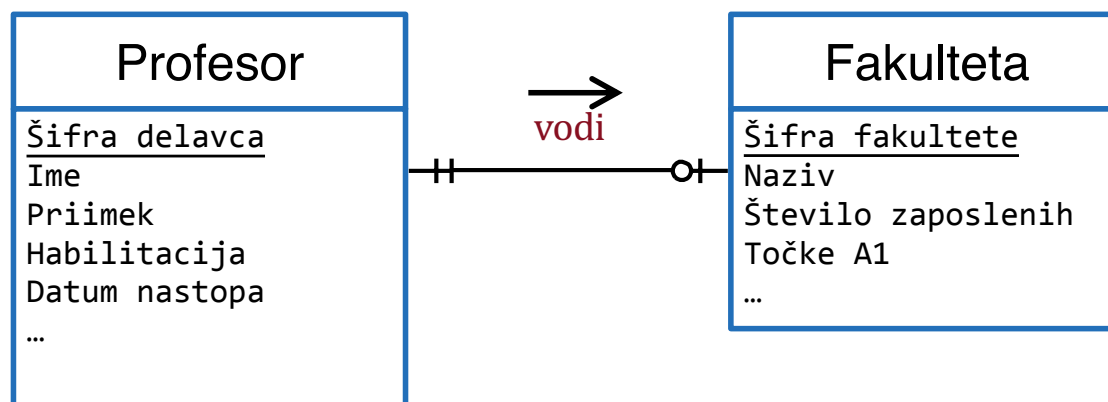 Profesor
Šifra delavca
Ime
Priimek
Habilitacija
Datum nastopa
…
vodi
Fakulteta
Šifra fakultete
Naziv
Število zaposlenih
Točke A1
…